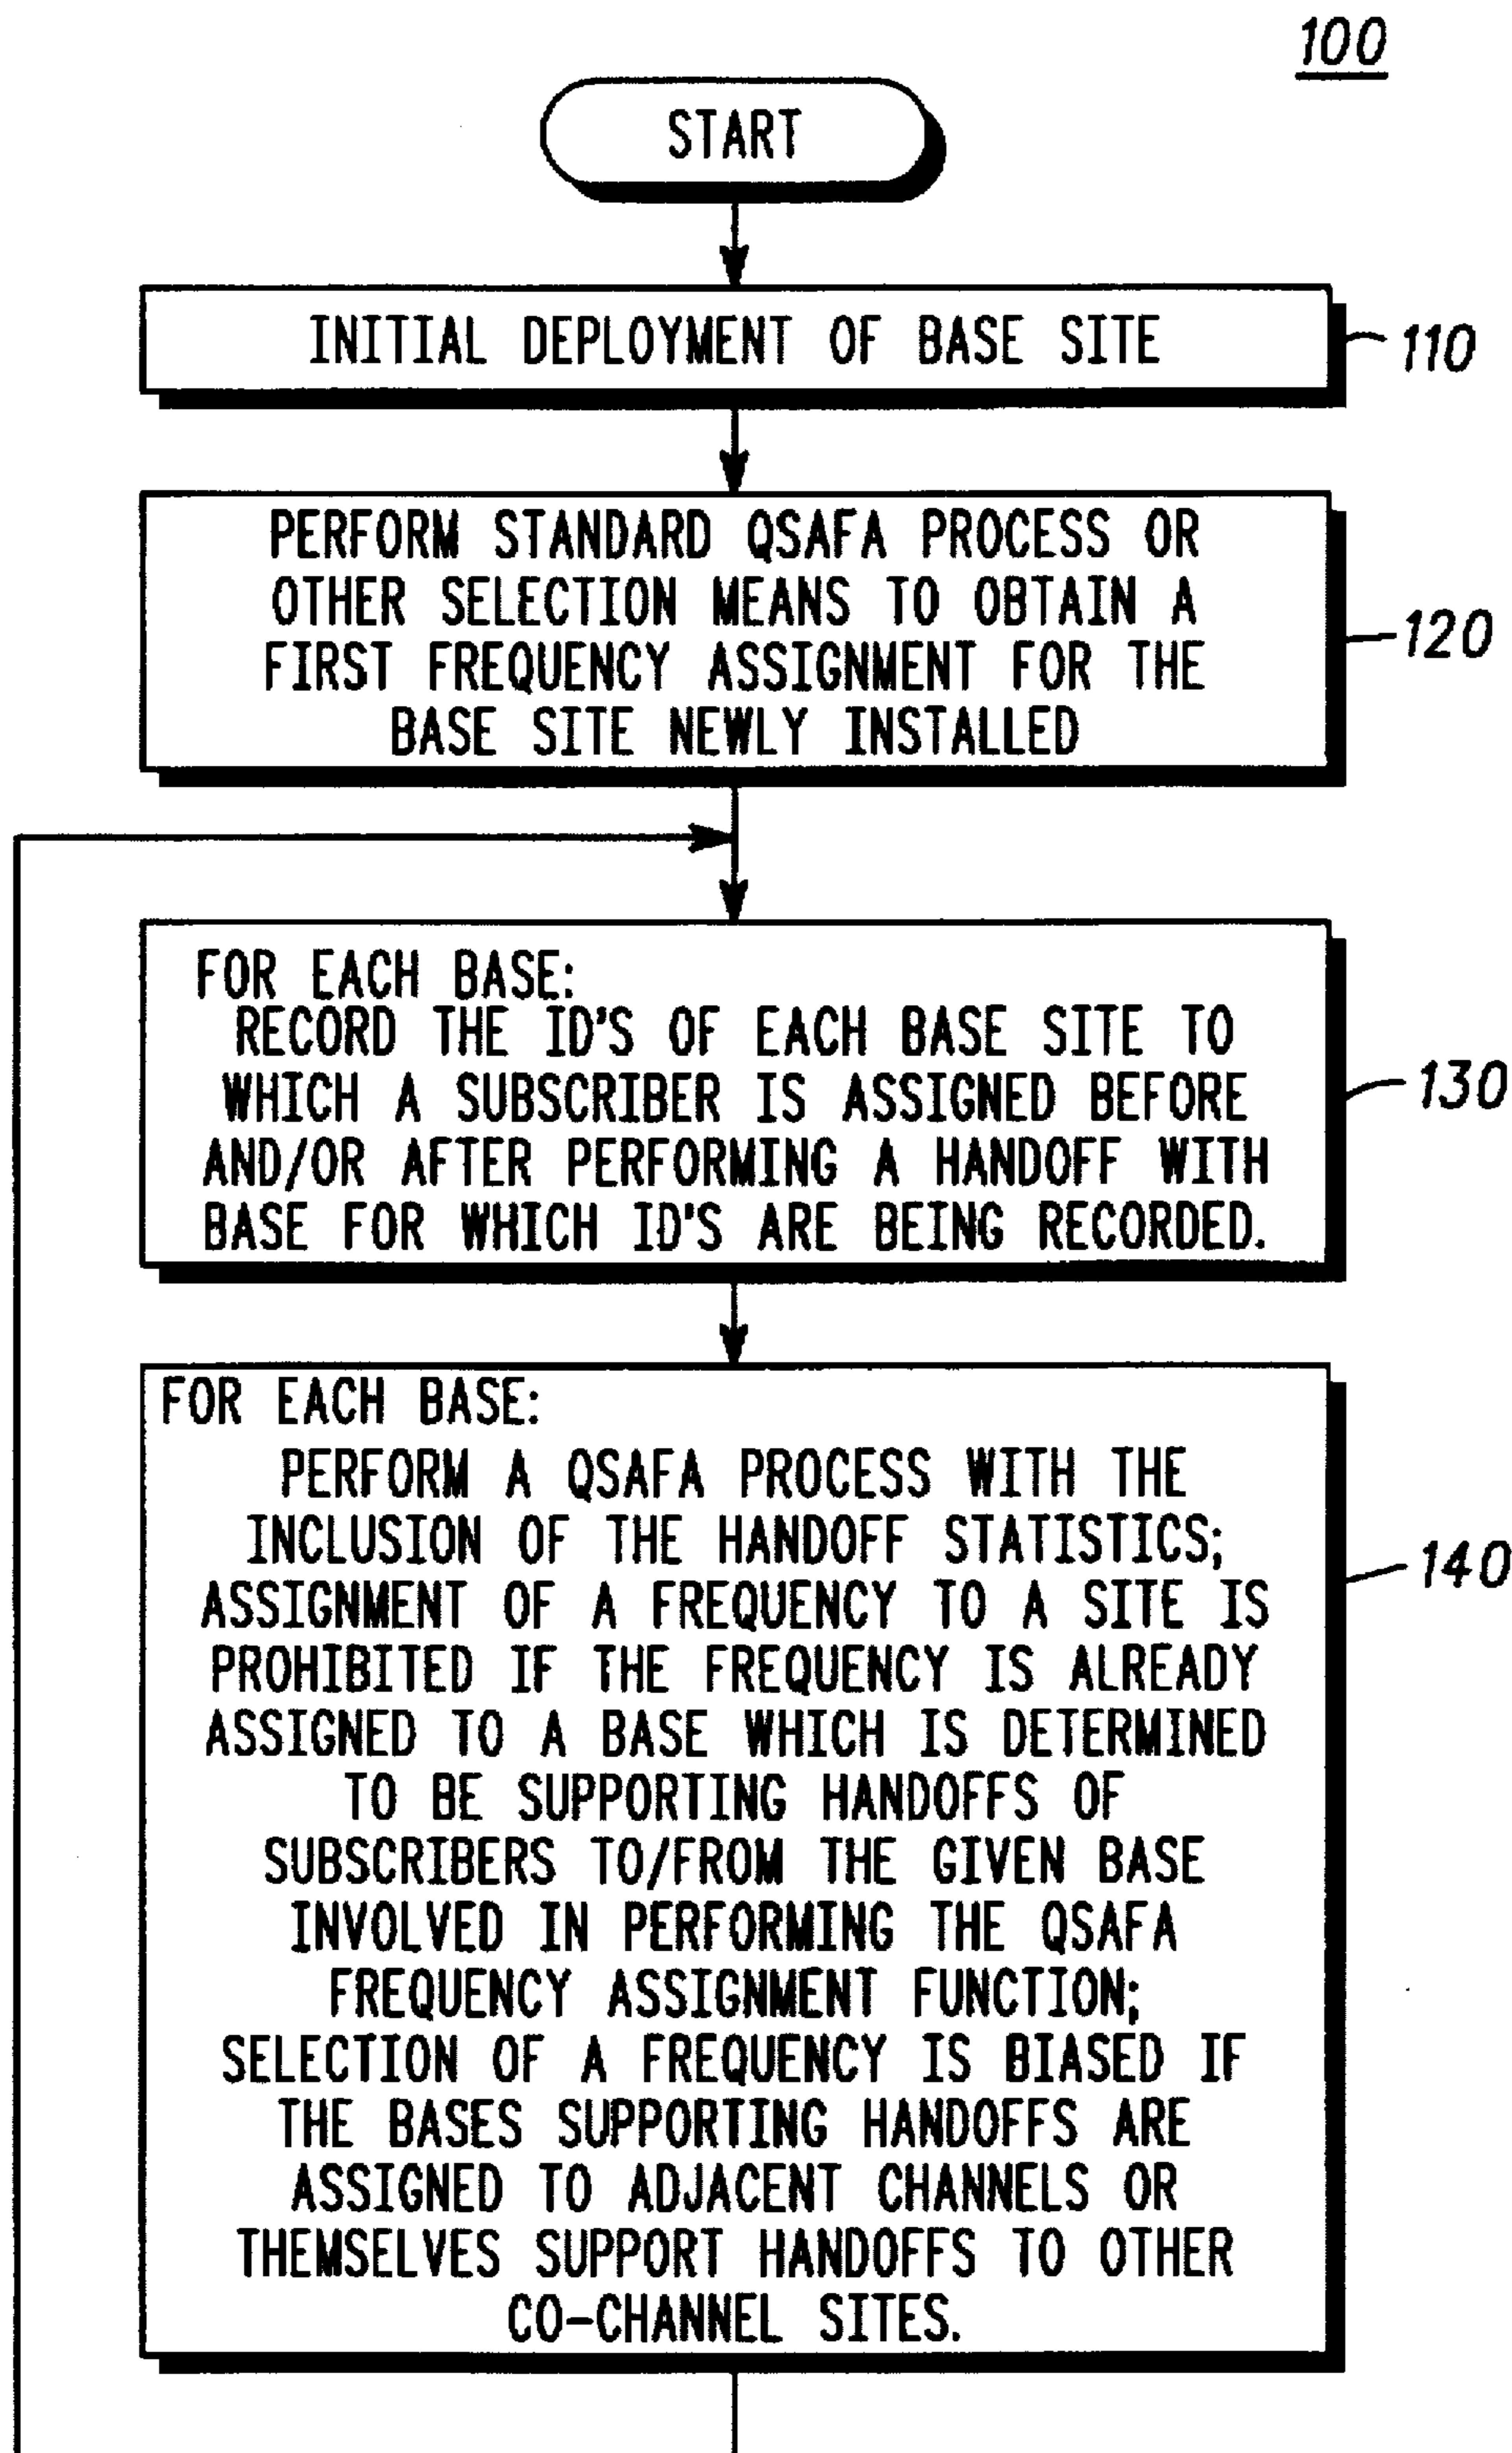 100
START
INITIAL DEPLOYMENT OF BASE SITE
110
PERFORM STANDARD QSAFA PROCESS OR
OTHER SELECTION MEANS TO OBTAIN A
FIRST FREQUENCY ASSIGNMENT FOR THE
BASE SITE NEWLY INSTALLED
120
FOR EACH BASE:
RECORD THE ID'S OF EACH BASE SITE TO
WHICH A SUBSCRIBER IS ASSIGNED BEFORE
AND/OR AFTER PERFORMING A HANDOFF WITH
BASE FOR WHICH ID'S ARE BEING RECORDED.
130
FOR EACH BASE:
PERFORM A QSAFA PROCESS WITH THE
INCLUSION OF THE HANDOFF STATISTICS;
ASSIGNMENT OF A FREQUENCY TO A SITE IS
PROHIBITED IF THE FREQUENCY IS ALREADY
ASSIGNED TO A BASE WHICH IS DETERMINED
TO BE SUPPORTING HANDOFFS OF
SUBSCRIBERS TO/FROM THE GIVEN BASE
INVOLVED IN PERFORMING THE QSAFA
FREQUENCY ASSIGNMENT FUNCTION;
SELECTION OF A FREQUENCY IS BIASED IF
THE BASES SUPPORTING HANDOFFS ARE
ASSIGNED TO ADJACENT CHANNELS OR
THEMSELVES SUPPORT HANDOFFS TO OTHER
CO-CHANNEL SITES.
140